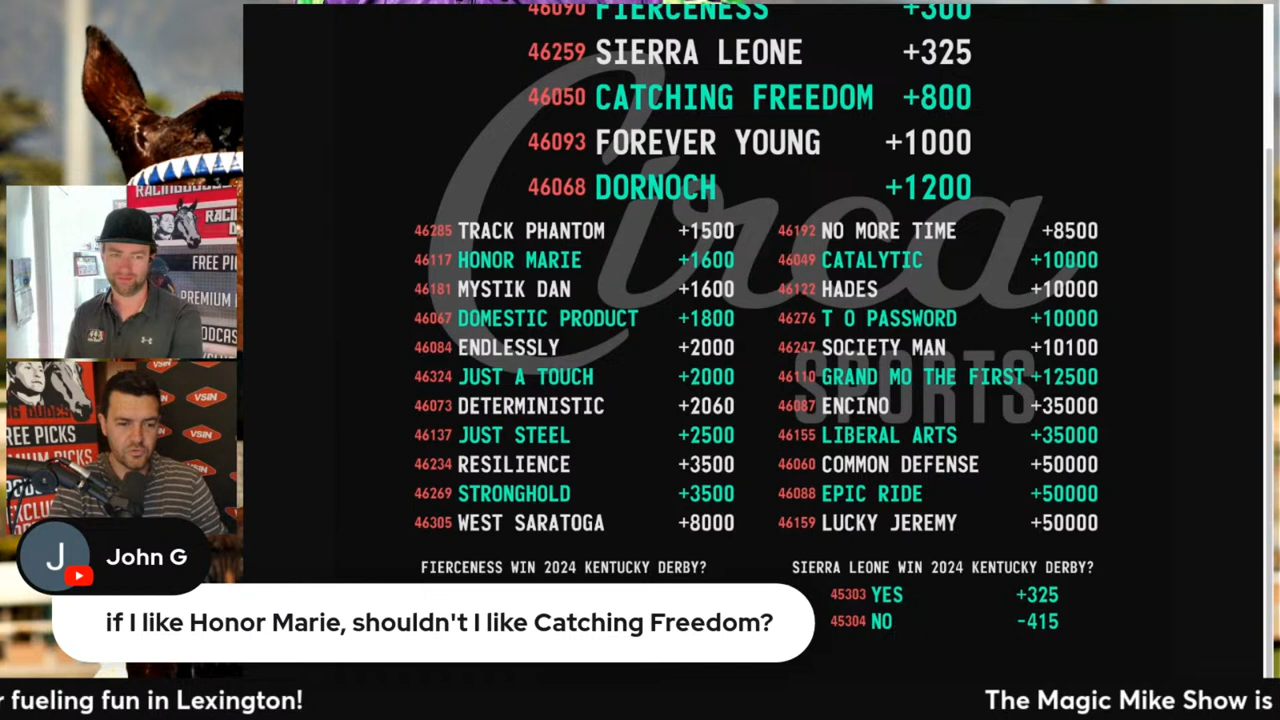 46090 FIERCENESS +300
46259 SIERRA LEONE +325
46050 CATCHING FREEDOM +800
46093 FOREVER YOUNG +1000
46068 DORNOCH +1200
46285 TRACK PHANTOM +1500
46117 HONOR MARIE +1600
46181 MYSTIK DAN +1600
46067 DOMESTIC PRODUCT +1800
46084 ENDLESSLY +2000
46324 JUST A TOUCH +2000
46073 DETERMINISTIC +2060
46137 JUST STEEL +2500
46234 RESILIENCE +3500
46269 STRONGHOLD +3500
46305 WEST SARATOGA +8000
46192 NO MORE TIME +8500
46049 CATALYTIC +10000
46122 HADES +10000
46276 T O PASSWORD +10000
46247 SOCIETY MAN +10100
46110 GRAND MO THE FIRST +12500
46087 ENCINO +35000
46155 LIBERAL ARTS +35000
46060 COMMON DEFENSE +50000
46088 EPIC RIDE +50000
46159 LUCKY JEREMY +50000
Circa
SPORTS
FIERCENESS WIN 2024 KENTUCKY DERBY?
SIERRA LEONE WIN 2024 KENTUCKY DERBY?
45303 YES +325
45304 NO -415
RACINGDUDES
RACI
FREE PI
PREMIUM
VSIN
VSIN
VSIN
REE PICKS
J
John G
if I like Honor Marie, shouldn't I like Catching Freedom?
r fueling fun in Lexington!
The Magic Mike Show is